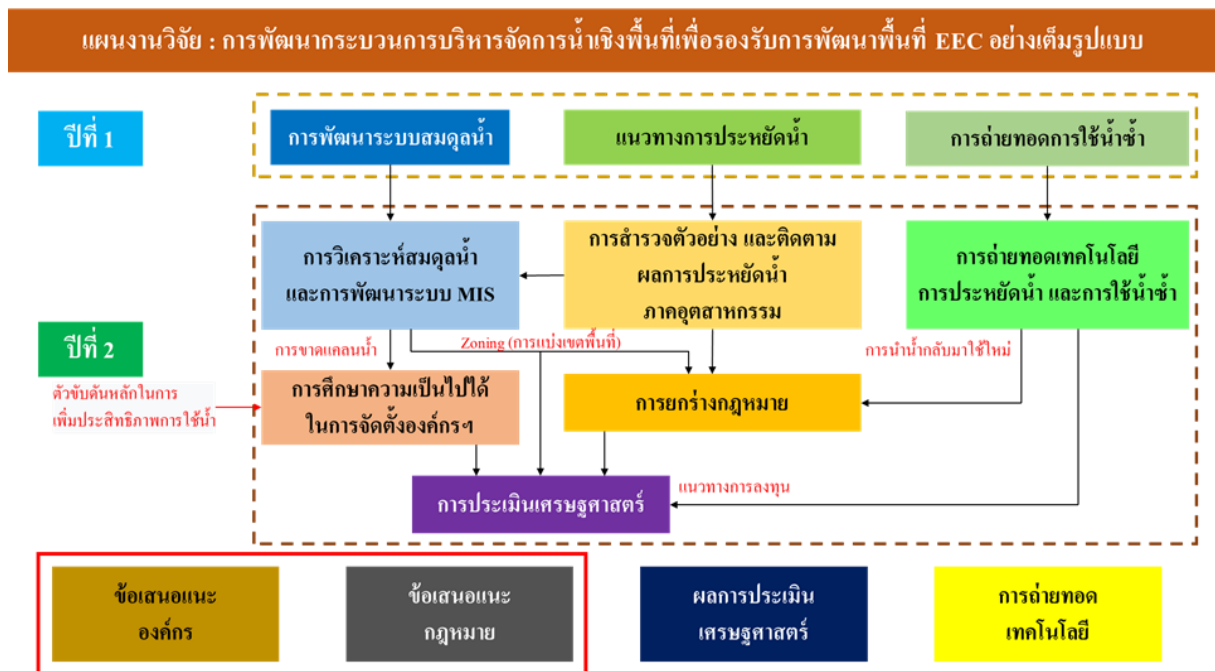 แผนงานวิจัย : การพัฒนากระบวนการบริหารจัดการน้ำเชิงพื้นที่เพื่อรองรับการพัฒนาพื้นที่ EEC อย่างเต็มรูปแบบ
ปีที่ 1
การพัฒนาระบบสมดุลน้ำ
แนวทางการประหยัดน้ำ
การถ่ายทอดการใช้น้ำซ้ำ
การวิเคราะห์สมดุลน้ำ
และการพัฒนาระบบ MIS
การสำรวจตัวอย่าง และติดตาม
ผลการประหยัดน้ำ
ภาคอุตสาหกรรม
การถ่ายทอดเทคโนโลยี
การประหยัดน้ำ และการใช้น้ำซ้ำ
ปีที่ 2
การขาดแคลนน้ำ
Zoning (การแบ่งเขตพื้นที่)
การนำน้ำกลับมาใช้ใหม่
ตัวขับดันหลักในการ
เพิ่มประสิทธิภาพการใช้น้ำ
การศึกษาความเป็นไปได้
ในการจัดตั้งองค์กรฯ
การยกร่างกฎหมาย
แนวทางการลงทุน
การประเมินเศรษฐศาสตร์
ข้อเสนอแนะ
องค์กร
ข้อเสนอแนะ
กฎหมาย
ผลการประเมิน
เศรษฐศาสตร์
การถ่ายทอด
เทคโนโลยี